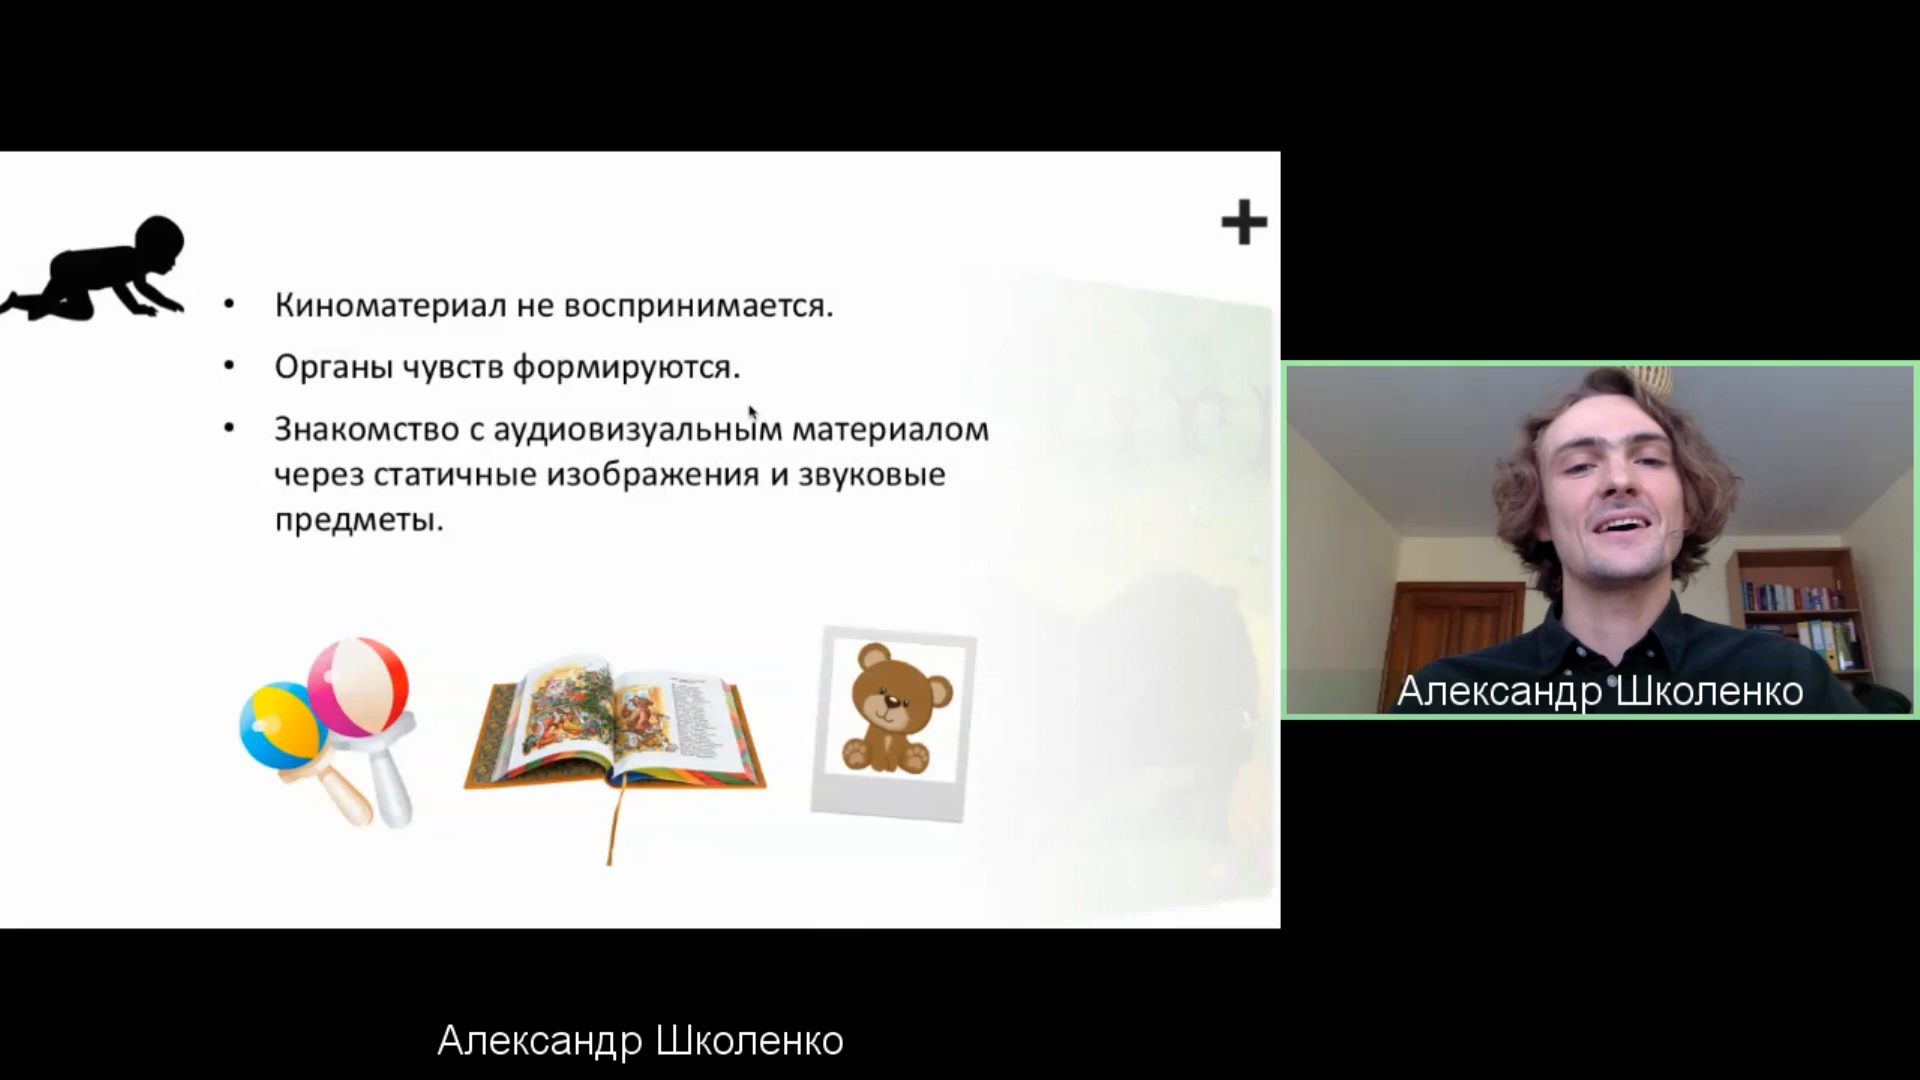 • Киноматериал не воспринимается.
• Органы чувств формируются.
• Знакомство с аудиовизуальным материалом
через статичные изображения и звуковые
предметы.
Александр Школенко
Александр Школенко